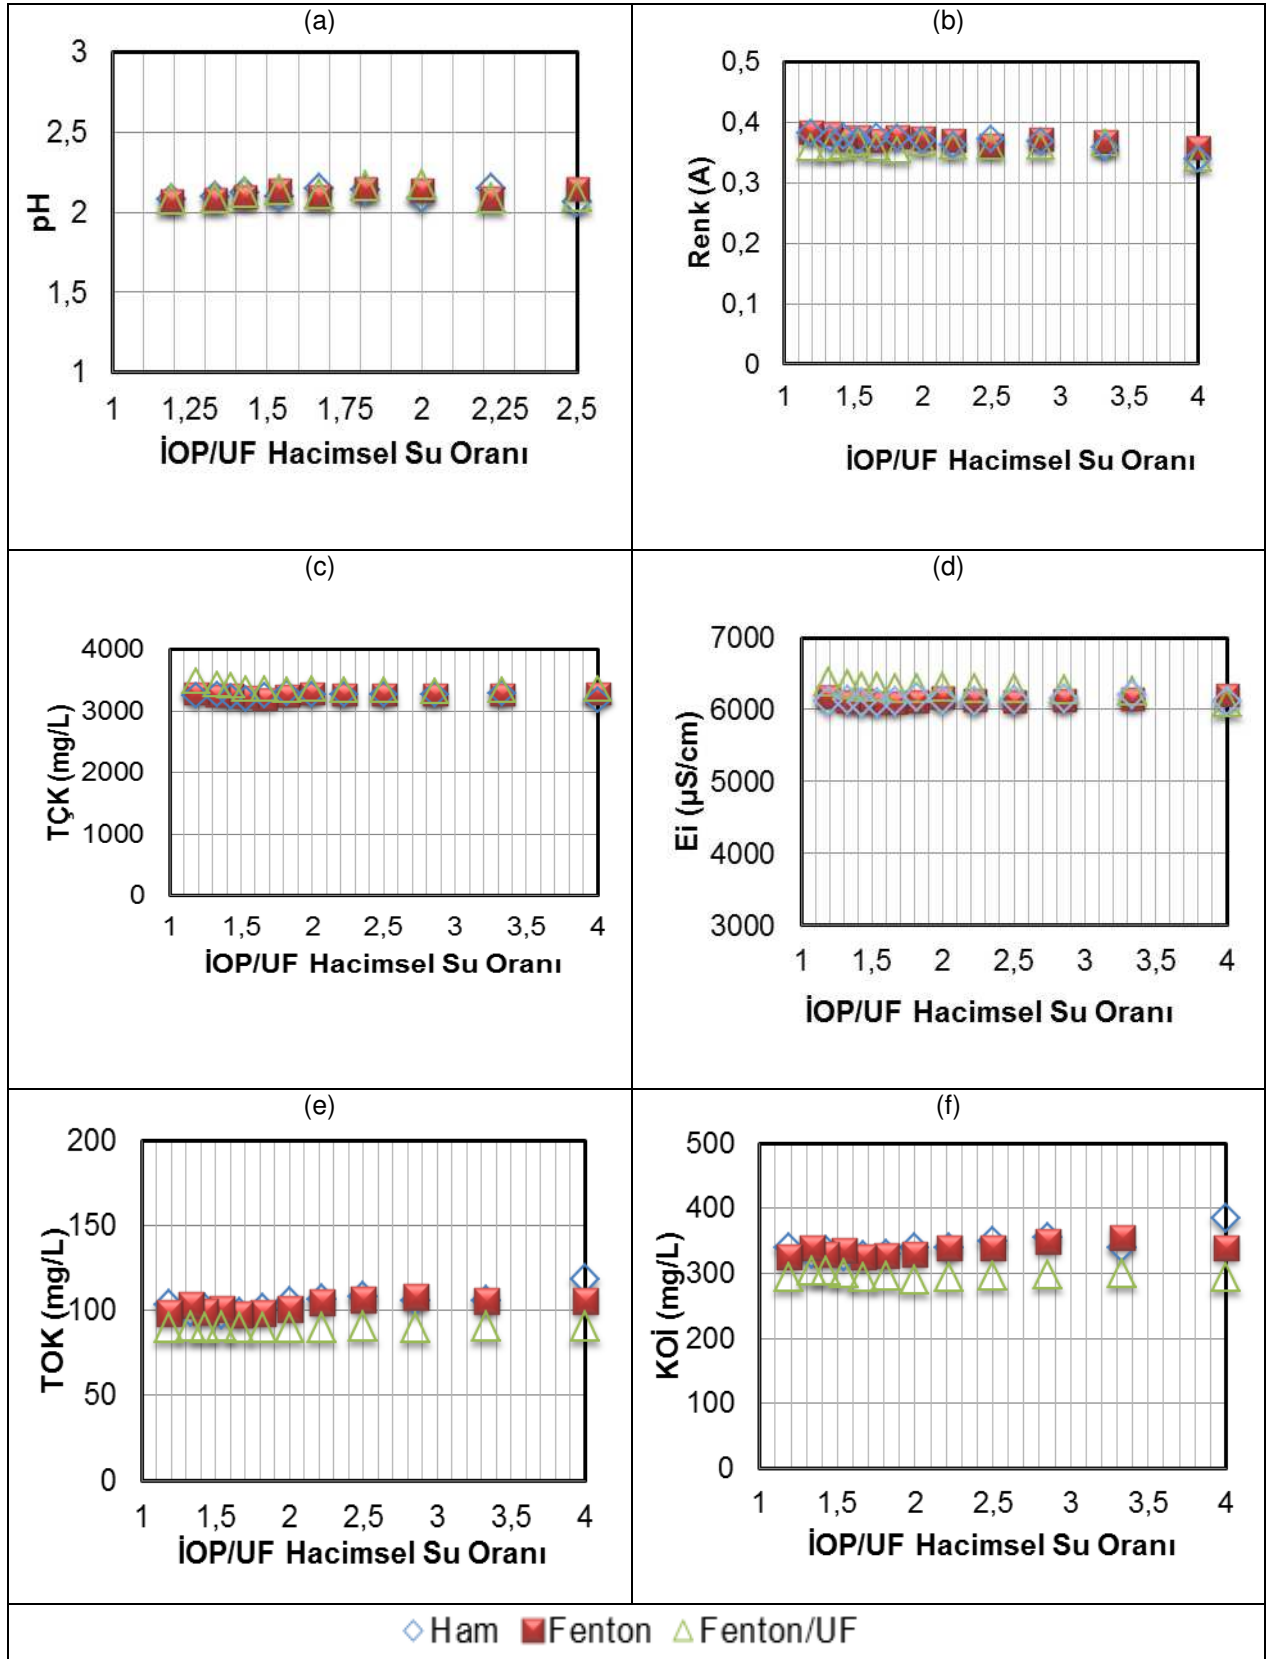 (a)
3
2,5
2
1,5
1
pH
1 1,25 1,5 1,75 2 2,25 2,5
İOP/UF Hacimsel Su Oranı
(b)
0,5
0,4
0,3
0,2
0,1
0
Renk (A)
1 1,5 2 2,5 3 3,5 4
İOP/UF Hacimsel Su Oranı
(c)
4000
3000
2000
1000
0
TÇK (mg/L)
1 1,5 2 2,5 3 3,5 4
İOP/UF Hacimsel Su Oranı
(d)
7000
6000
5000
4000
3000
Ei (µS/cm)
1 1,5 2 2,5 3 3,5 4
İOP/UF Hacimsel Su Oranı
(e)
200
150
100
50
0
TOK (mg/L)
1 1,5 2 2,5 3 3,5 4
İOP/UF Hacimsel Su Oranı
(f)
500
400
300
200
100
0
KOİ (mg/L)
1 1,5 2 2,5 3 3,5 4
İOP/UF Hacimsel Su Oranı
Ham Fenton Fenton/UF